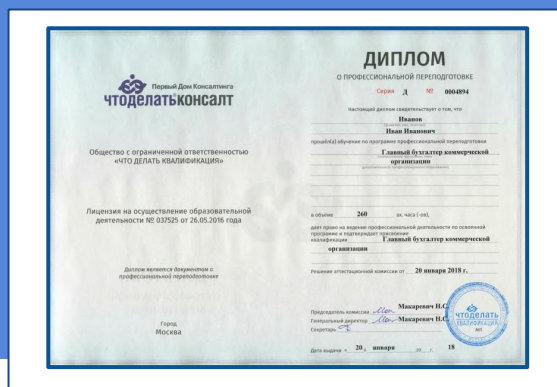 Первый Дом Консалтинга
ЧТОДЕЛАТЬКОНСАЛТ
Общество с ограниченной ответственностью
«ЧТО ДЕЛАТЬ КВАЛИФИКАЦИЯ»
Лицензия на осуществление образовательной
деятельности № 037525 от 26.05.2016 года
Диплом является документом о
профессиональной переподготовке
Город
Москва
ДИПЛОМ
О ПРОФЕССИОНАЛЬНОЙ ПЕРЕПОДГОТОВКЕ
Серия Д № 0004894
Настоящий диплом свидетельствует о том, что
Иванов
Иван Иванович
прошёл(а) обучение по программе профессиональной переподготовки
Главный бухгалтер коммерческой
организации
в объёме 260 ак. часа (-ов),
даёт право на ведение профессиональной деятельности по освоенной
программе и подтверждает присвоение
квалификации Главный бухгалтер коммерческой
организации
Решение аттестационной комиссии от 20 января 2018 г.
Председатель комиссии Макаревич Н.С.
Генеральный директор Макаревич Н.С.
Секретарь
ЧТОДЕЛАТЬ
КВАЛИФИКАЦИЯ
Дата выдачи « 20 » января 20 г. 18